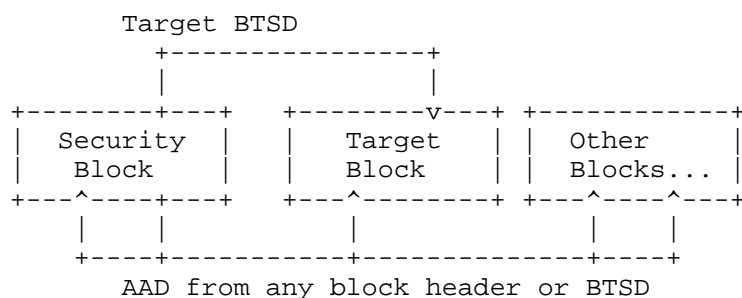 Target BTSD
Security Target Other
Block Block Blocks...
AAD from any block header or BTSD